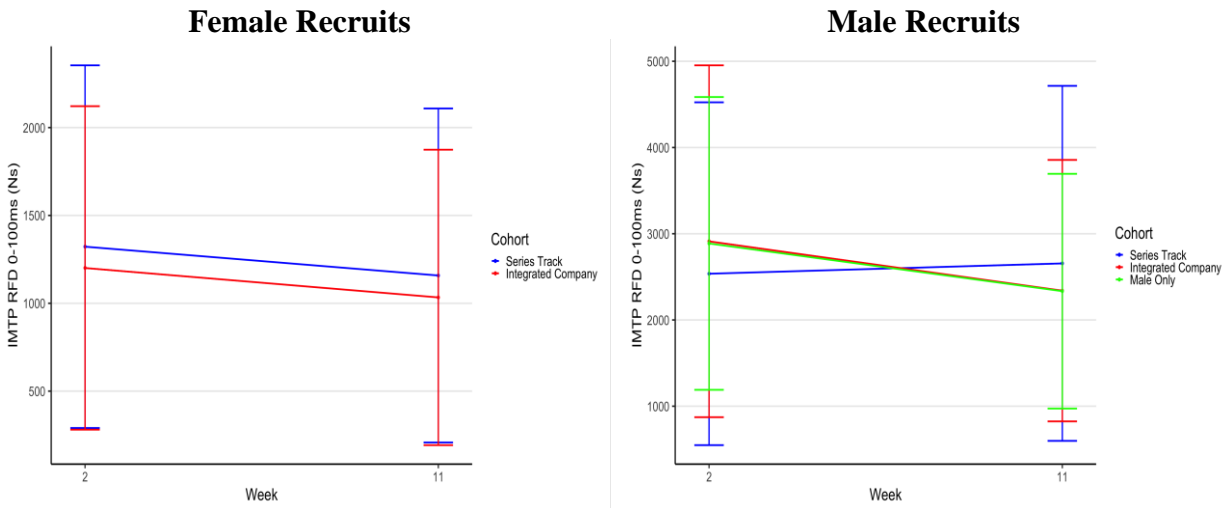 Female Recruits
IMTP RFD 0-100ms (Ns)
2000
1500
1000
500
2
11
Week
Cohort
Series Track
Integrated Company
Male Recruits
IMTP RFD 0-100ms (Ns)
5000
4000
3000
2000
1000
2
11
Week
Cohort
Series Track
Integrated Company
Male Only